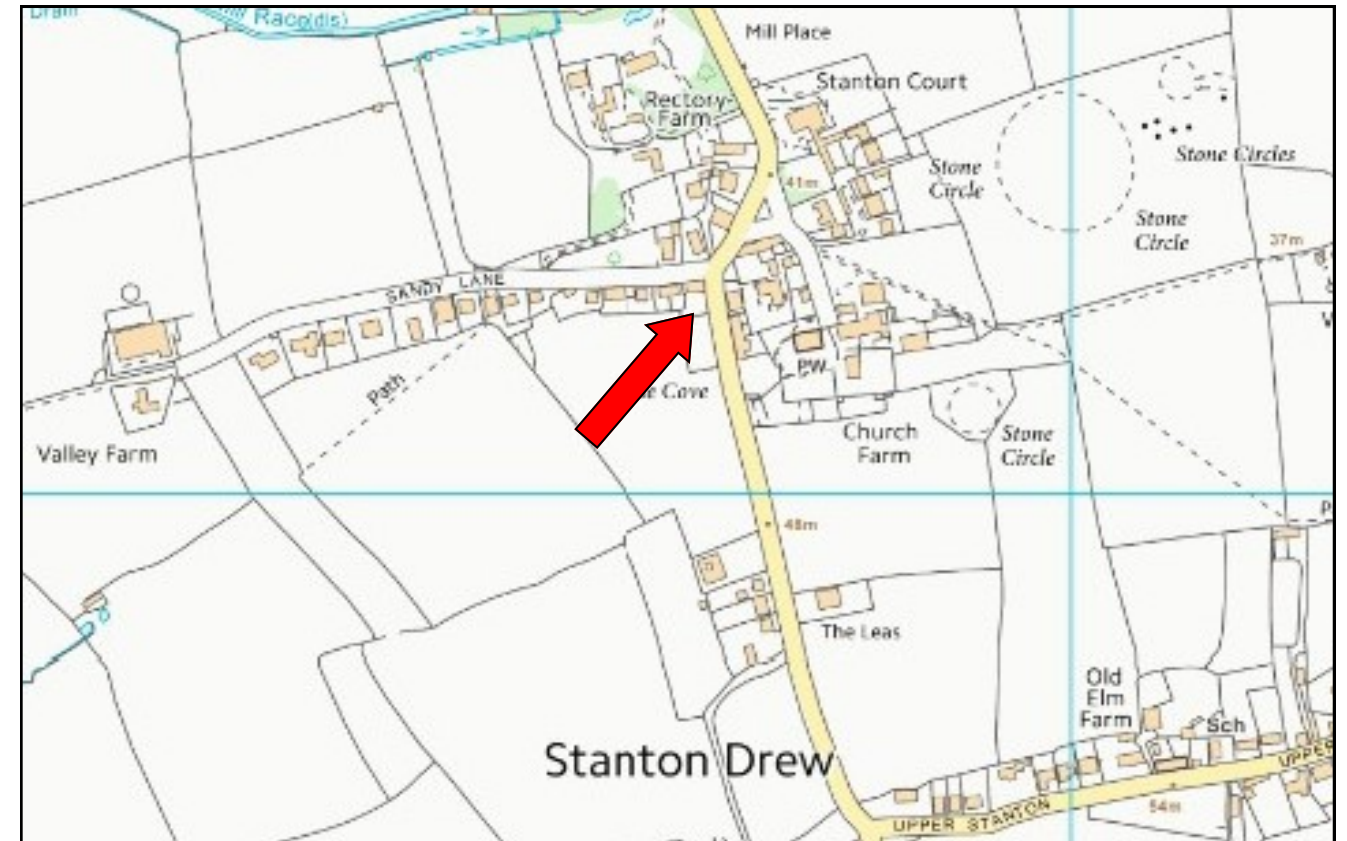 Drain
Race(dis)
Mill Place
Stanton Court
Rectory
Farm
Stone
Circle
Stone Circles
41m
Stone
Circle
37m
SANDY LANE
PW
Path
e Cove
Valley Farm
Church
Farm
Stone
Circle
48m
P
The Leas
Old
Elm
Farm
Sch
Stanton Drew
UPPER
54m
UPPER STANTON